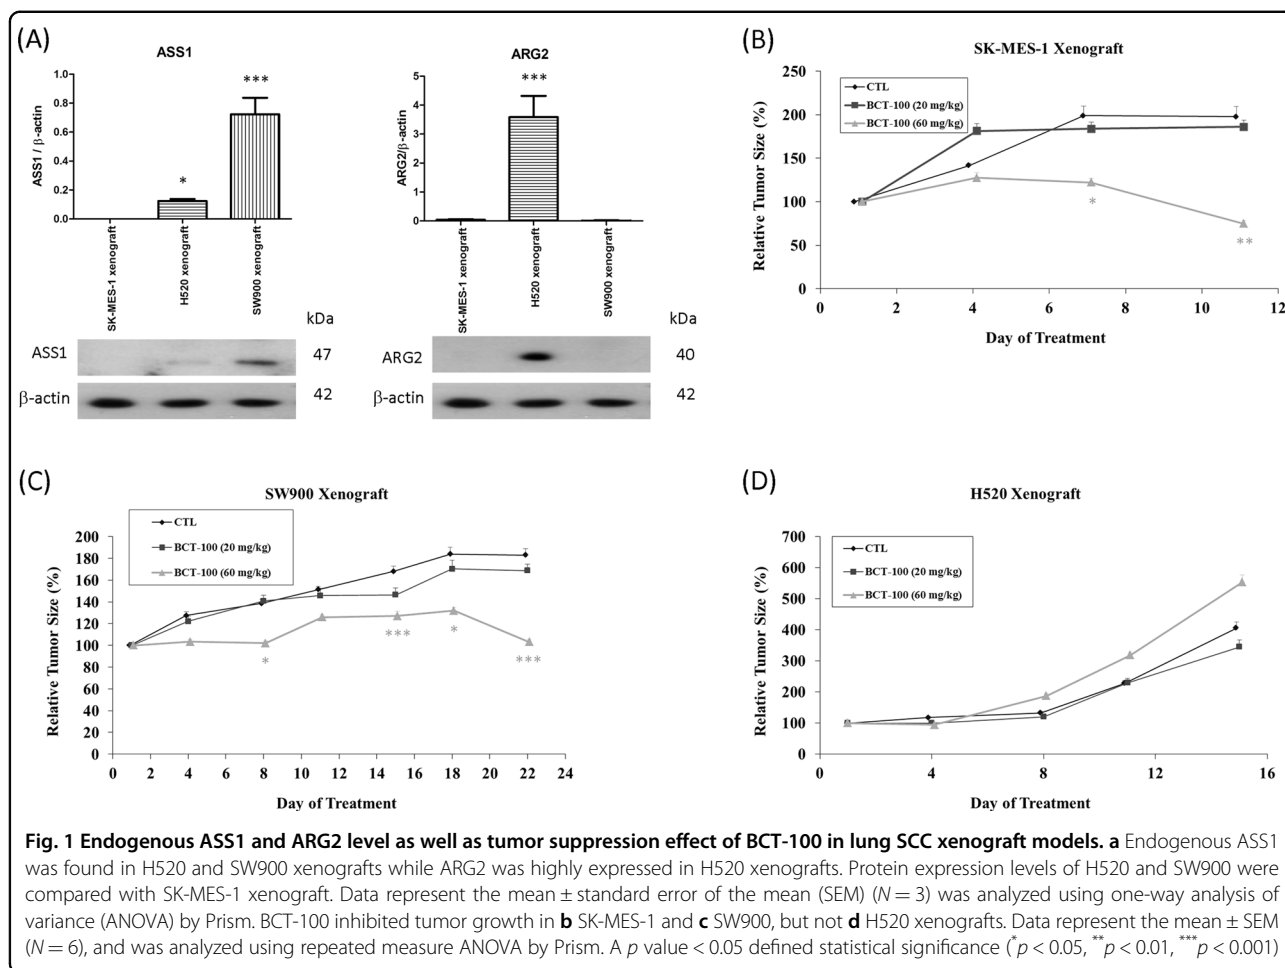 (A)
ASS1
1.0
0.8
0.6
0.4
0.2
0.0
ASS1 / β-actin
*
***
SK-MES-1 xenograft
H520 xenograft
SW900 xenograft
kDa
ASS1
47
β-actin
42
ARG2
5
4
3
2
1
0
ARG2/β-actin
***
SK-MES-1 xenograft
H520 xenograft
SW900 xenograft
kDa
ARG2
40
β-actin
42
(B)
SK-MES-1 Xenograft
250
200
150
100
50
0
Relative Tumor Size (%)
CTL
BCT-100 (20 mg/kg)
BCT-100 (60 mg/kg)
*
**
0 2 4 6 8 10 12
Day of Treatment
(C)
SW900 Xenograft
200
180
160
140
120
100
80
60
40
20
0
Relative Tumor Size (%)
CTL
BCT-100 (20 mg/kg)
BCT-100 (60 mg/kg)
*
***
*
***
0 2 4 6 8 10 12 14 16 18 20 22 24
Day of Treatment
(D)
H520 Xenograft
700
600
500
400
300
200
100
0
Relative Tumor Size (%)
CTL
BCT-100 (20 mg/kg)
BCT-100 (60 mg/kg)
0 4 8 12 16
Day of Treatment
Fig. 1 Endogenous ASS1 and ARG2 level as well as tumor suppression effect of BCT-100 in lung SCC xenograft models. a Endogenous ASS1
was found in H520 and SW900 xenografts while ARG2 was highly expressed in H520 xenografts. Protein expression levels of H520 and SW900 were
compared with SK-MES-1 xenograft. Data represent the mean ± standard error of the mean (SEM) (N = 3) was analyzed using one-way analysis of
variance (ANOVA) by Prism. BCT-100 inhibited tumor growth in b SK-MES-1 and c SW900, but not d H520 xenografts. Data represent the mean ± SEM
(N = 6), and was analyzed using repeated measure ANOVA by Prism. A p value < 0.05 defined statistical significance (*p < 0.05, **p < 0.01, ***p < 0.001)